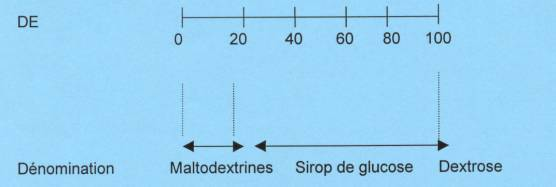 DE
0 20 40 60 80 100
Dénomination Maltodextrines Sirop de glucose Dextrose